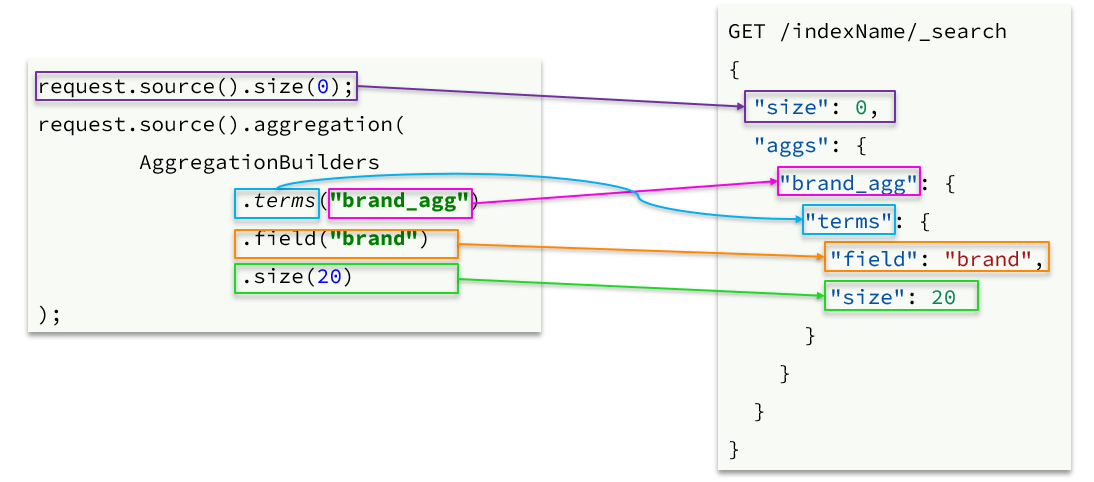 request.source().size(0);
request.source().aggregation(
AggregationBuilders
.terms("brand_agg")
.field("brand")
.size(20)
);
GET /indexName/_search
{
"size": 0,
"aggs": {
"brand_agg": {
"terms": {
"field": "brand",
"size": 20
}
}
}
}